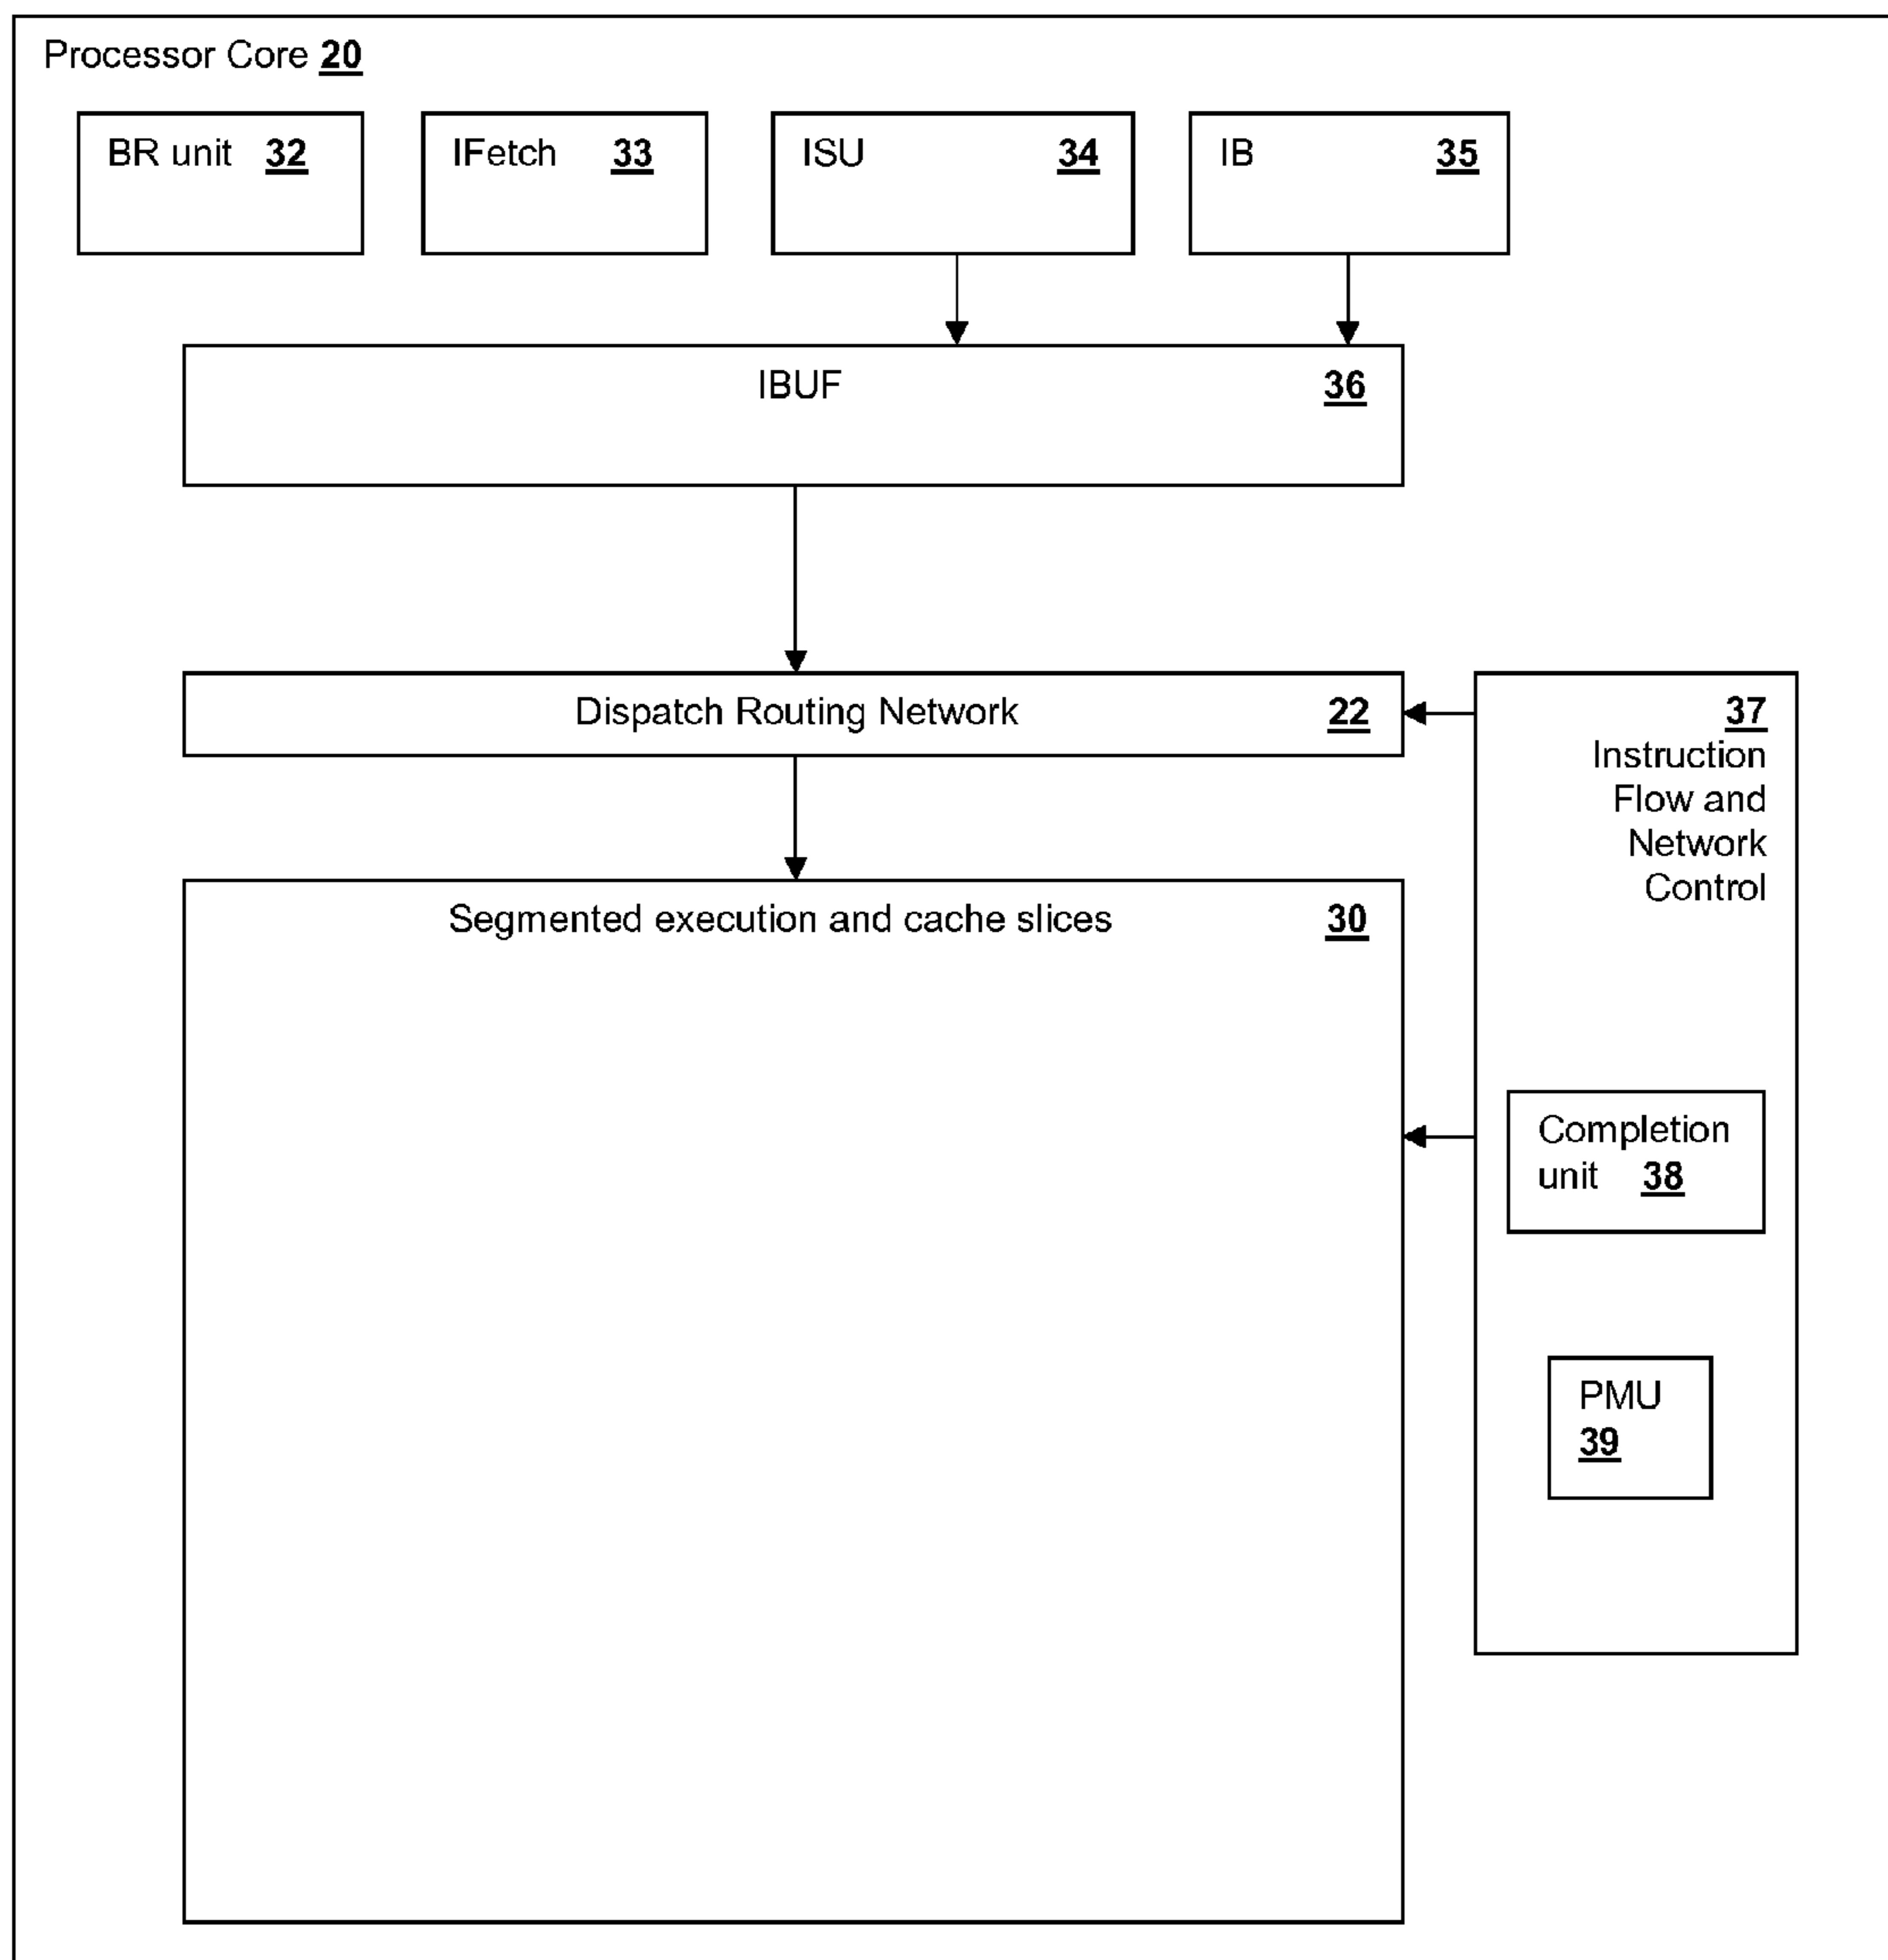 Processor Core 20
BR unit 32
IFetch 33
ISU 34
IB 35
IBUF 36
Dispatch Routing Network 22
37
Instruction
Flow and
Network
Control
Segmented execution and cache slices 30
Completion
unit 38
PMU
39